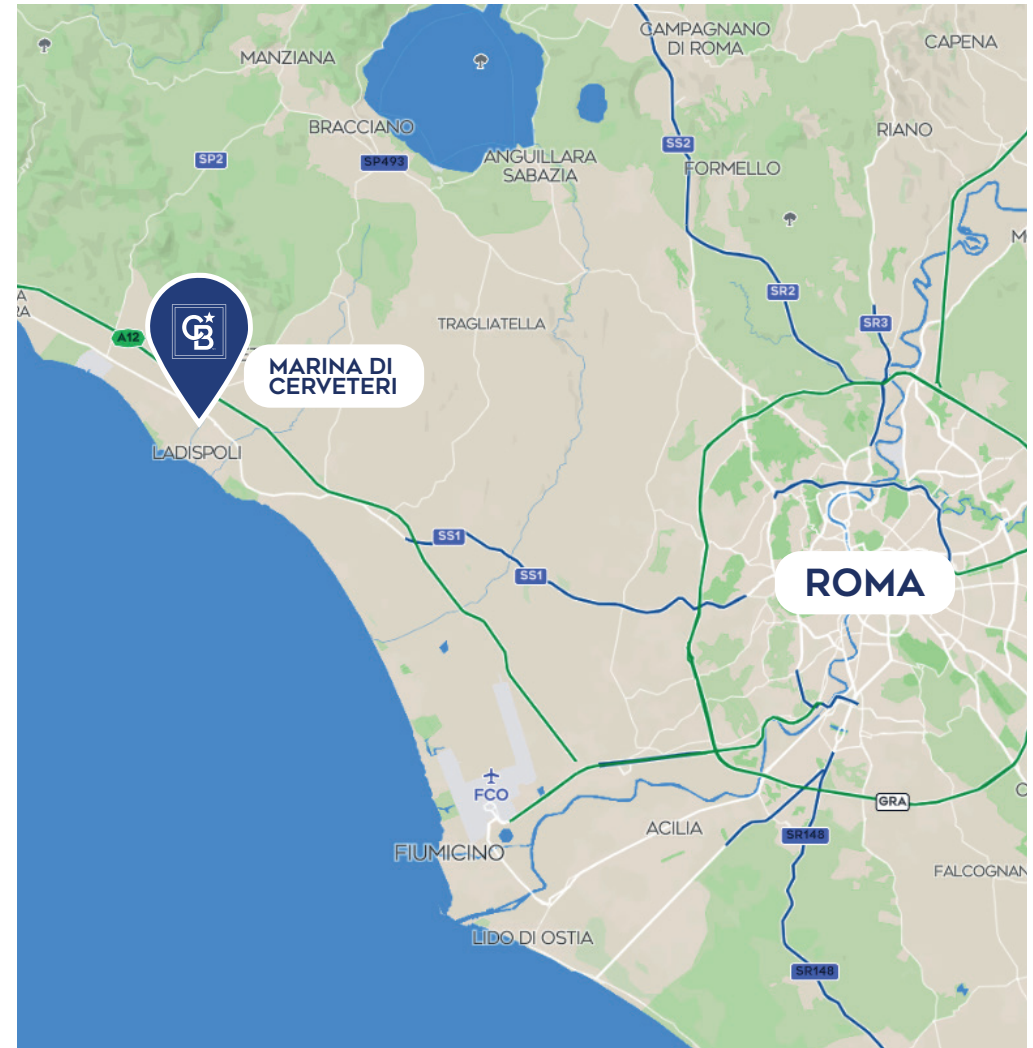 CAMPAGNANO
DI ROMA
CAPENA
MANZIANA
BRACCIANO
RIANO
SS2
SP2
SP493
ANGUILLARA
SABAZIA
FORMELLO
SR2
CB
SR3
A12
TRAGLIATELLA
MARINA DI
CERVETERI
LADISPOLI
SS1
SS1
ROMA
FCO
GRA
ACILIA
SR148
FIUMICINO
FALCOGNAN
LIDO DI OSTIA
SR148